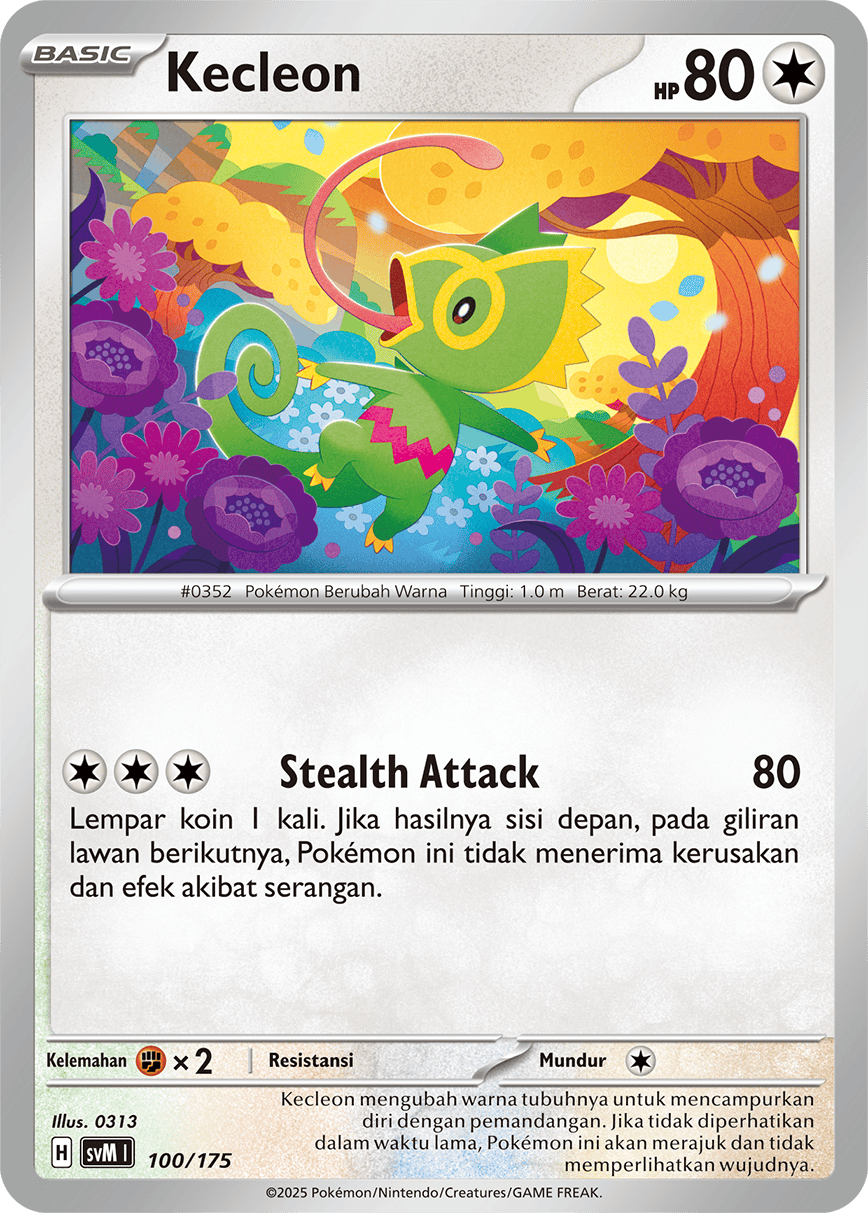 BASIC
Kecleon
HP 80
#0352 Pokémon Berubah Warna Tinggi: 1.0 m Berat: 22.0 kg
Stealth Attack 80
Lempar koin 1 kali. Jika hasilnya sisi depan, pada giliran
lawan berikutnya, Pokémon ini tidak menerima kerusakan
dan efek akibat serangan.
Kelemahan ×2 Resistansi Mundur
Kecleon mengubah warna tubuhnya untuk mencampurkan
diri dengan pemandangan. Jika tidak diperhatikan
dalam waktu lama, Pokémon ini akan merajuk dan tidak
memperlihatkan wujudnya.
Illus. 0313
H svM I 100/175
©2025 Pokémon/Nintendo/Creatures/GAME FREAK.